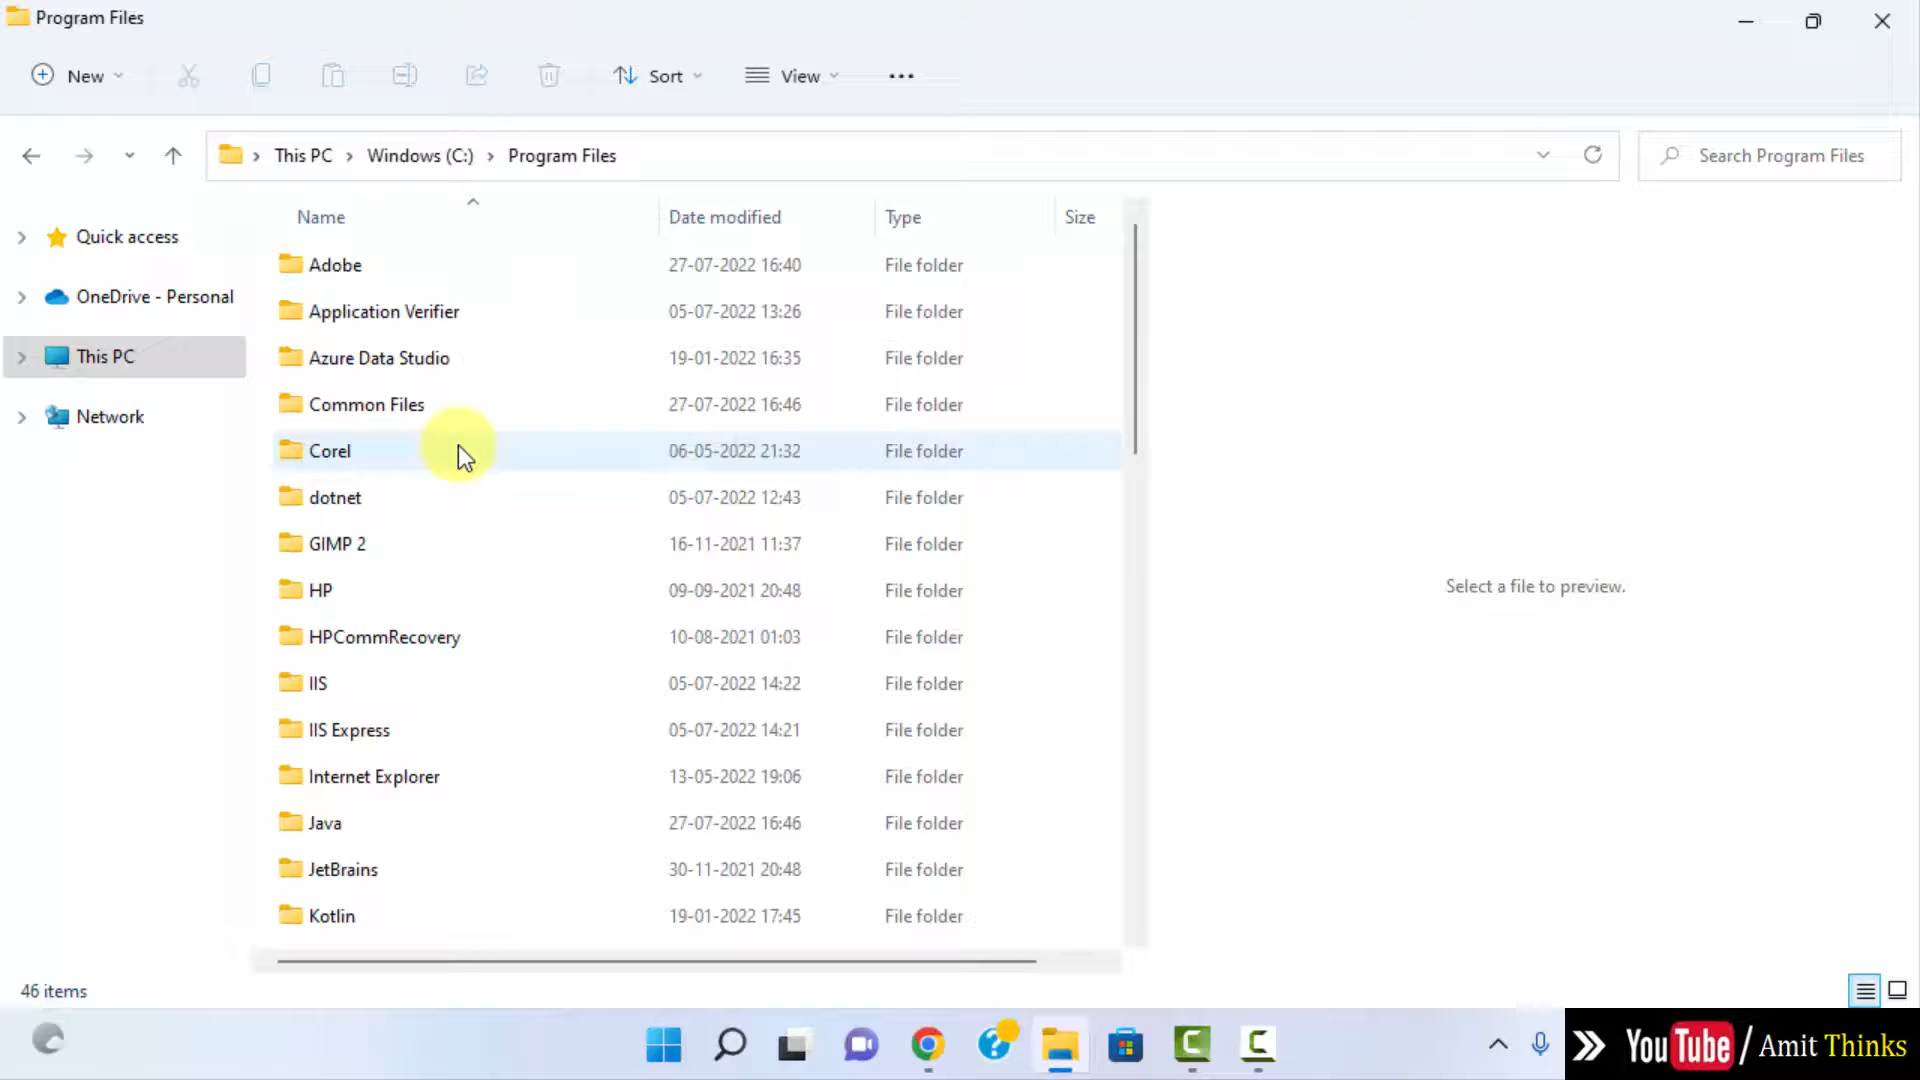 Program Files
New
Sort
View
This PC
Windows (C:)
Program Files
Search Program Files
Quick access
OneDrive - Personal
This PC
Network
Name Date modified Type Size
Adobe 27-07-2022 16:40 File folder
Application Verifier 05-07-2022 13:26 File folder
Azure Data Studio 19-01-2022 16:35 File folder
Common Files 27-07-2022 16:46 File folder
Corel 06-05-2022 21:32 File folder
dotnet 05-07-2022 12:43 File folder
GIMP 2 16-11-2021 11:37 File folder
HP 09-09-2021 20:48 File folder
HPCommRecovery 10-08-2021 01:03 File folder
IIS 05-07-2022 14:22 File folder
IIS Express 05-07-2022 14:21 File folder
Internet Explorer 13-05-2022 19:06 File folder
Java 27-07-2022 16:46 File folder
JetBrains 30-11-2021 20:48 File folder
Kotlin 19-01-2022 17:45 File folder
Select a file to preview.
46 items
YouTube / Amit Thinks